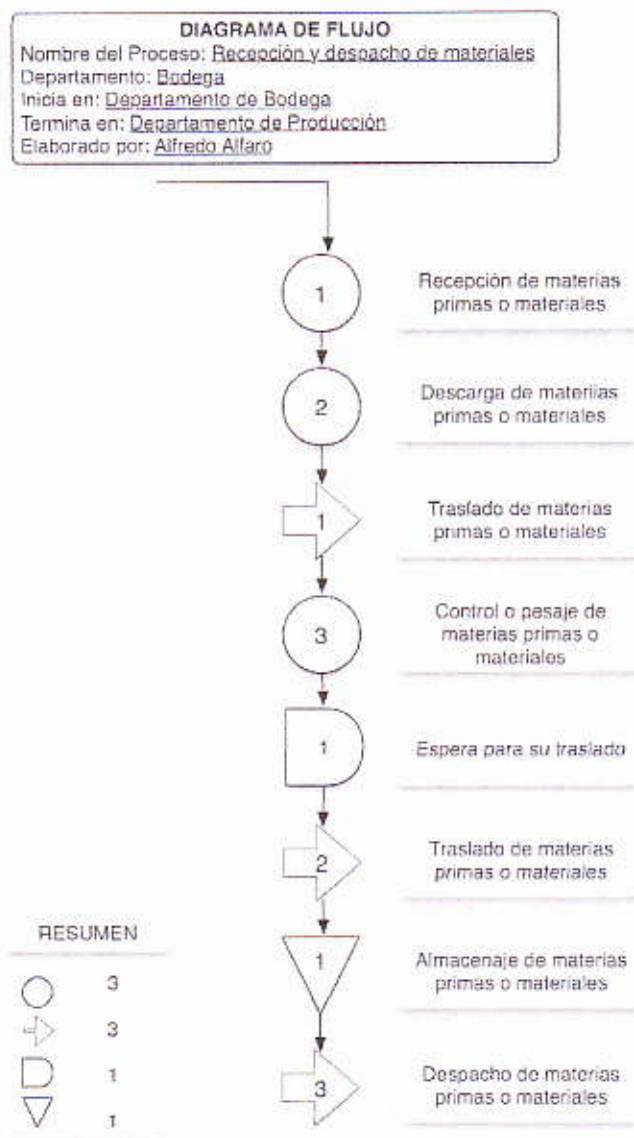 DIAGRAMA DE FLUJO
Nombre del Proceso: Recepción y despacho de materiales
Departamento: Bodega
Inicia en: Departamento de Bodega
Termina en: Departamento de Producción
Elaborado por: Alfredo Alfaro
1
Recepción de materias
primas o materiales
2
Descarga de materiias
primas o materiales
1
Traslado de materias
primas o materiales
3
Control o pesaje de
materias primas o
materiales
1
Espera para su traslado
2
Traslado de materias
primas o materiales
1
Almacenaje de materias
primas o materiales
3
Despacho de materias
primas o materiales
RESUMEN
3
3
1
1